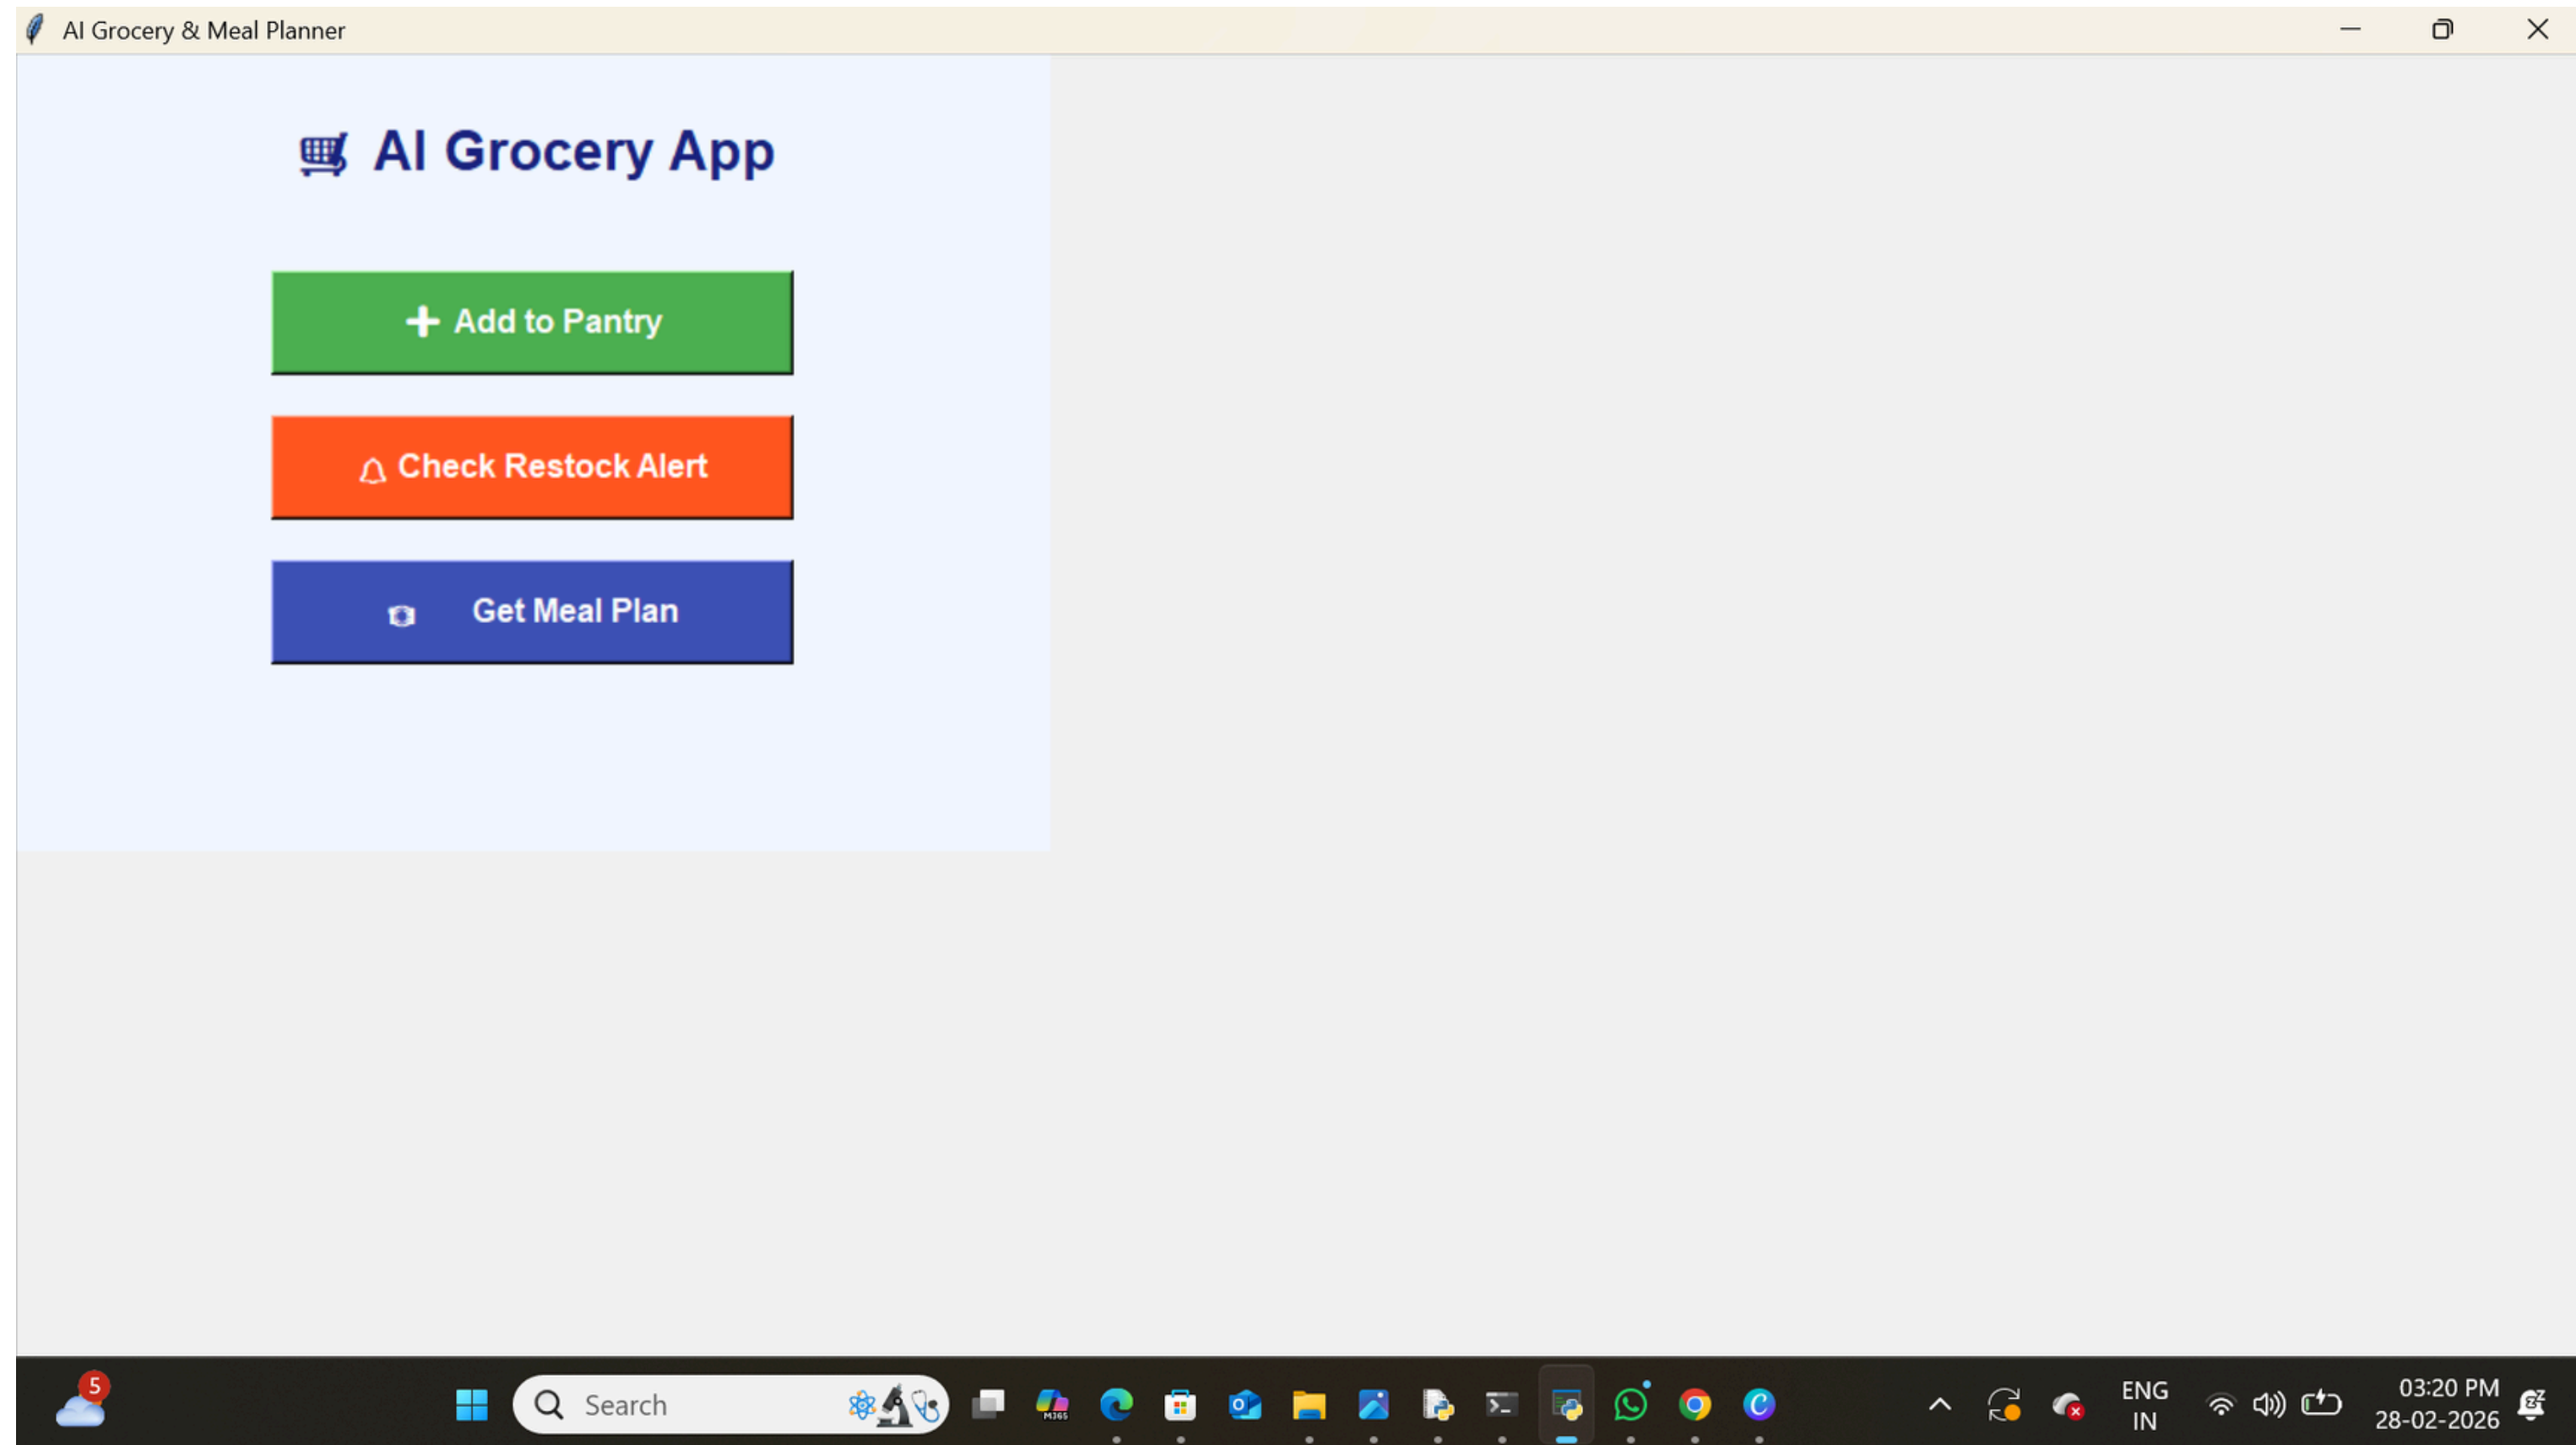 AI Grocery & Meal Planner
AI Grocery App
Add to Pantry
Check Restock Alert
Get Meal Plan
5
Search
M365
ENG
IN
03:20 PM
28-02-2026